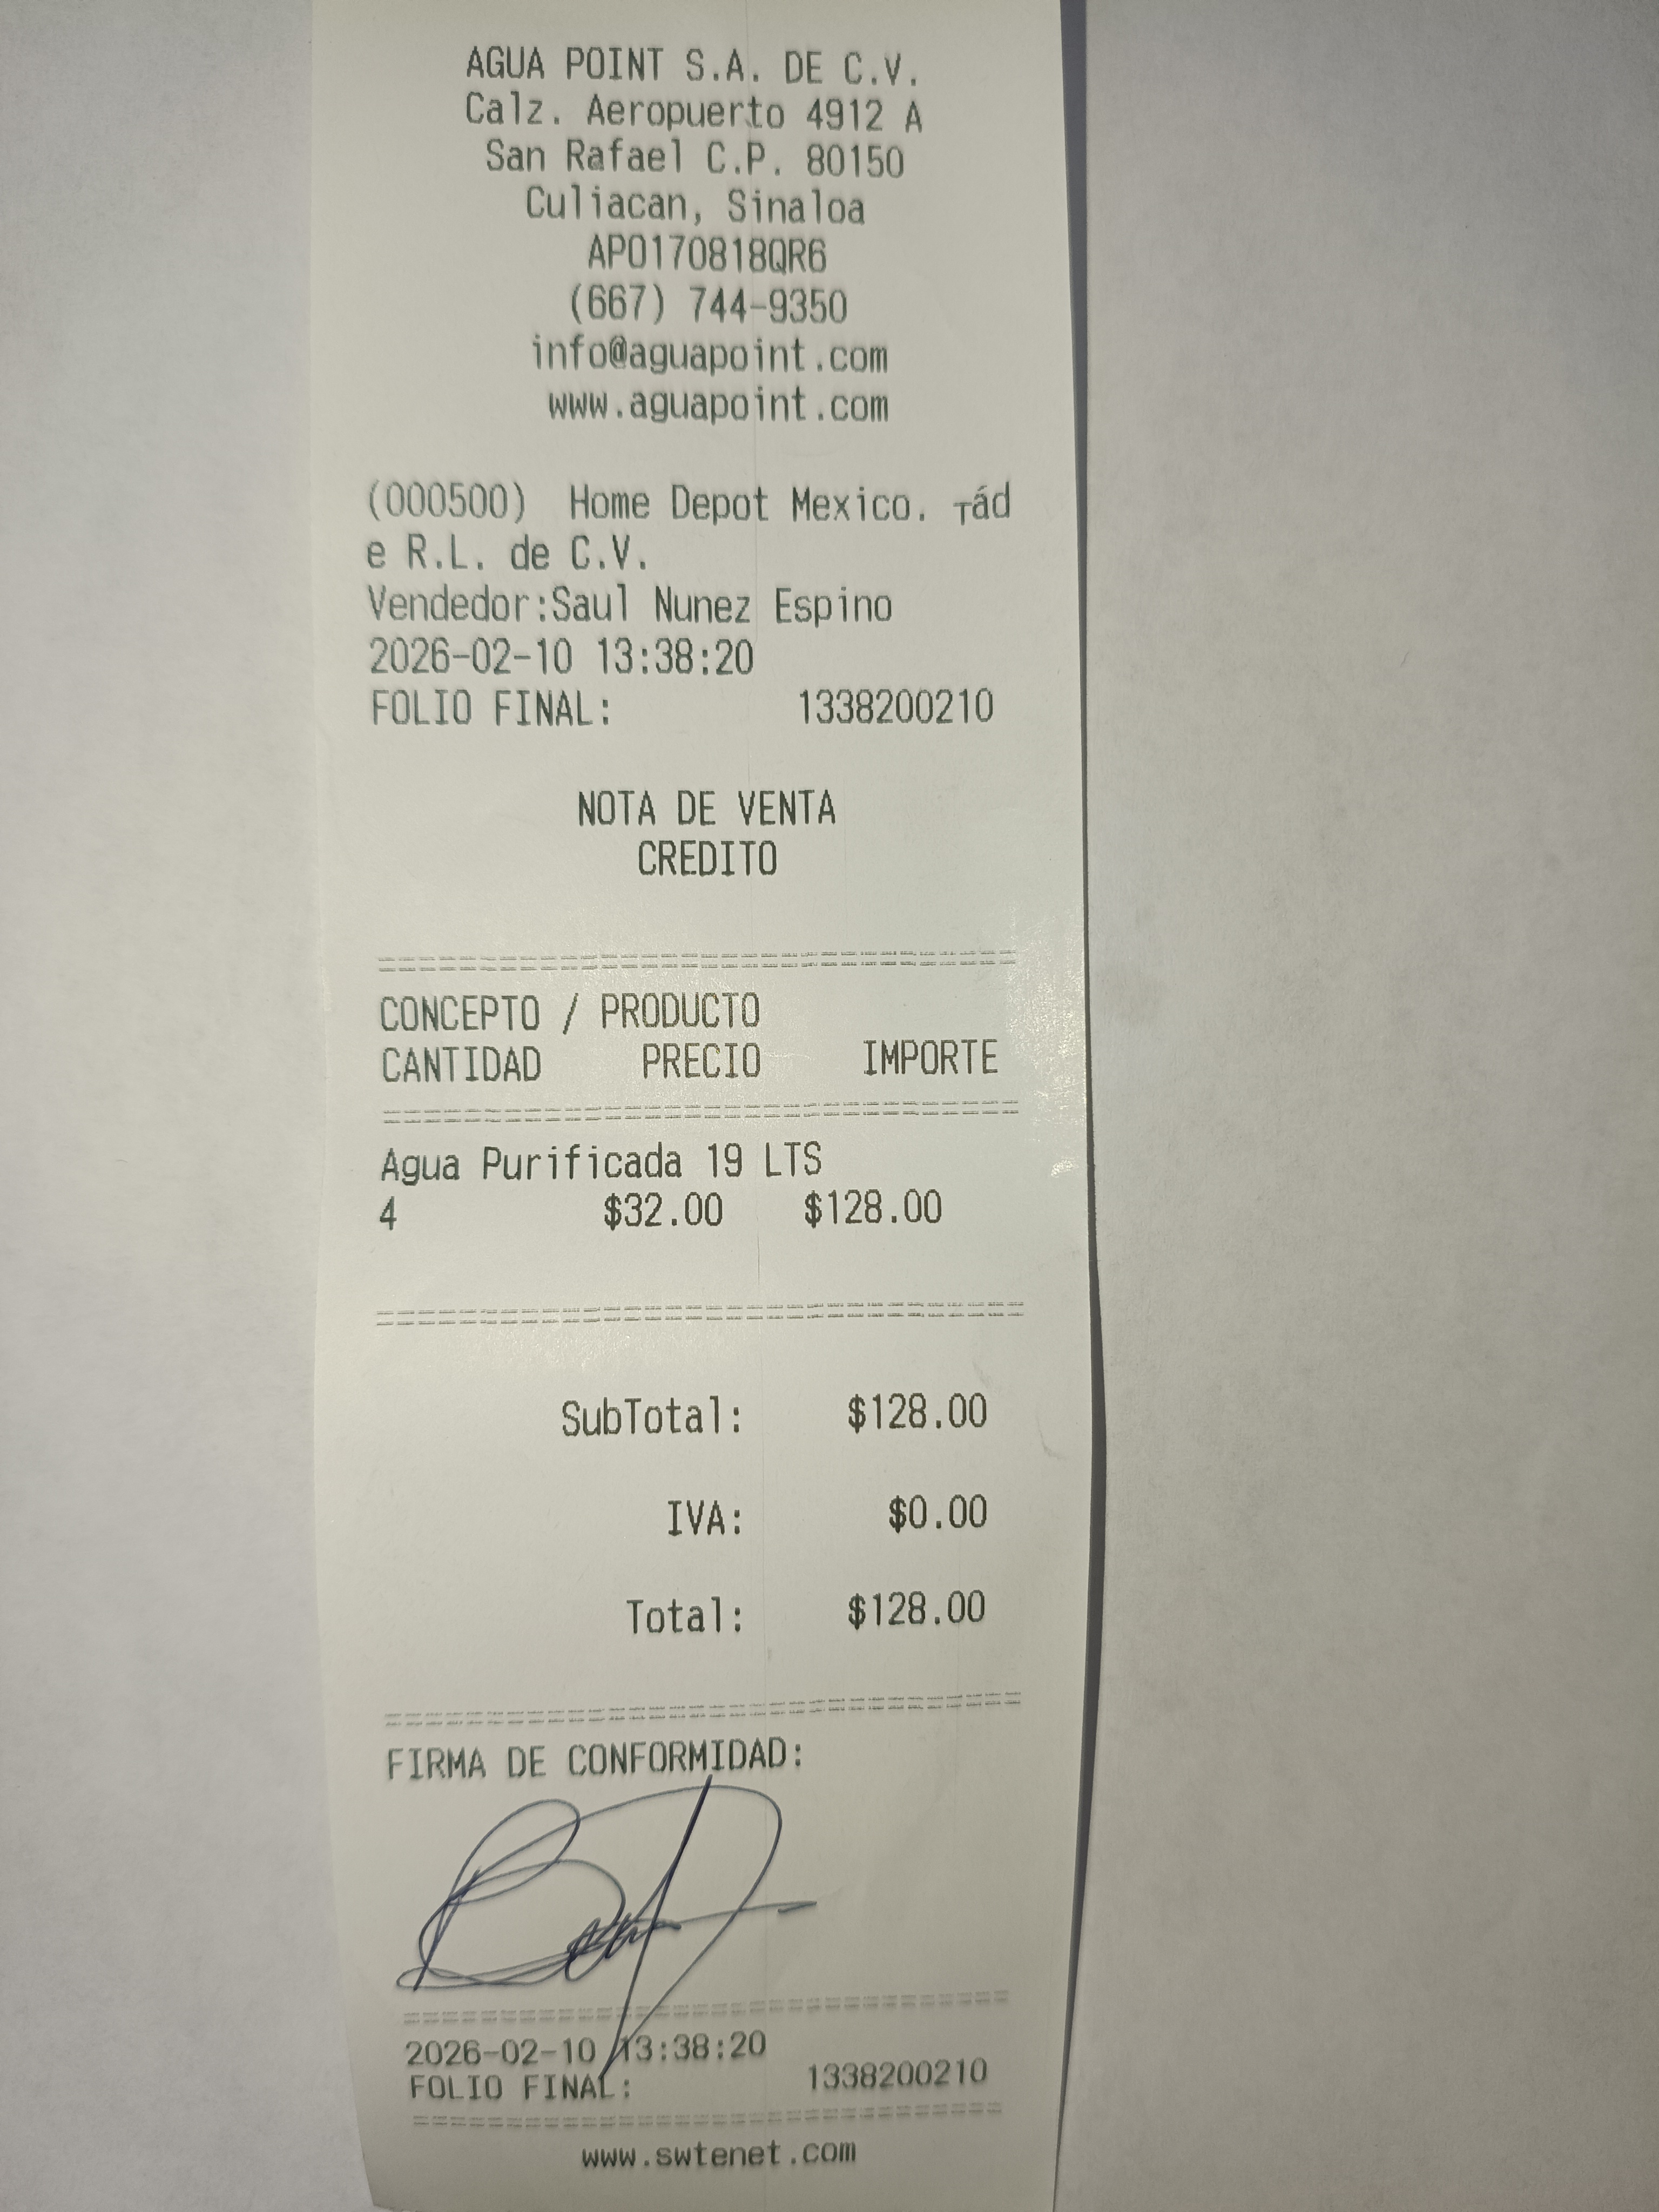 AGUA POINT S.A. DE C.V.
Calz. Aeropuerto 4912 A
San Rafael C.P. 80150
Culiacan, Sinaloa
APO170818QR6
(667) 744-9350
info@aguapoint.com
www.aguapoint.com
(000500) Home Depot Mexico. ┬ád
e R.L. de C.V.
Vendedor:Saul Nunez Espino
2026-02-10 13:38:20
FOLIO FINAL: 1338200210
NOTA DE VENTA
CREDITO
================================
CONCEPTO / PRODUCTO
CANTIDAD PRECIO IMPORTE
================================
Agua Purificada 19 LTS
4 $32.00 $128.00
================================
SubTotal: $128.00
IVA: $0.00
Total: $128.00
================================
FIRMA DE CONFORMIDAD:
================================
2026-02-10 13:38:20
FOLIO FINAL: 1338200210
================================
www.swtenet.com